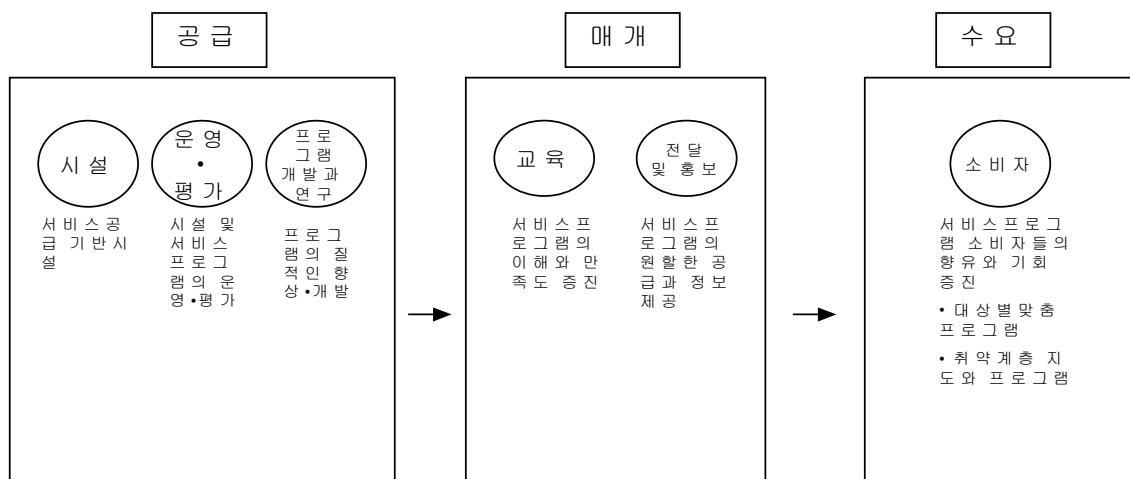 공급
매개
수요
시설
운영
•
평가
프로
그램
개발과
연구
서비스공
급 기반시
설
시설 및
서비스
프로그
램의 운
영•평가
프로그
램의 질
적인 향
상•개발
교육
전달
및 홍보
서비스프
로그램의
이해와 만
족도 증진
서비스프
로그램의
원할한 공
급과 정보
제공
소비자
서비스프로그
램 소비자들의
향유와 기회
증진
• 대상별맞춤
프로그램
• 취약계층 지
도와 프로그램